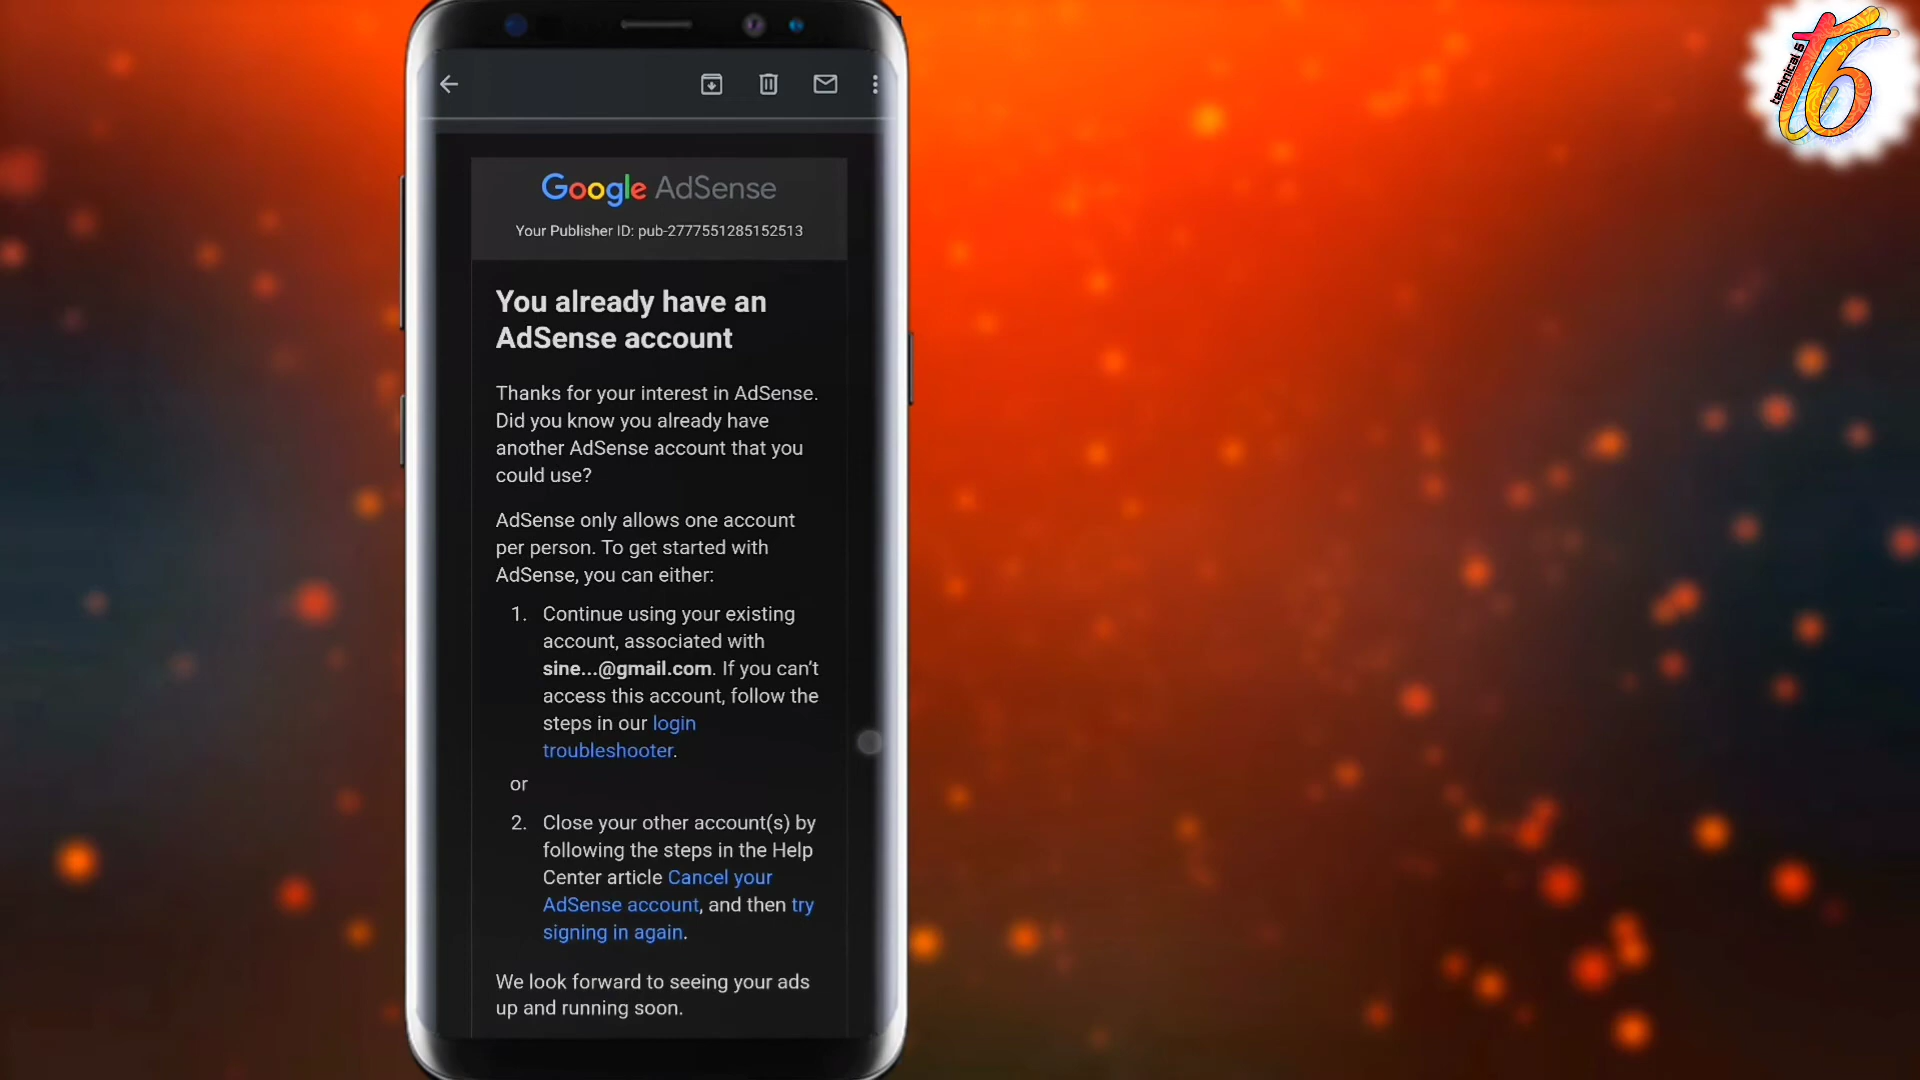 technical 6
t6
Google AdSense
Your Publisher ID: pub-2777551285152513
You already have an
AdSense account
Thanks for your interest in AdSense.
Did you know you already have
another AdSense account that you
could use?
AdSense only allows one account
per person. To get started with
AdSense, you can either:
1. Continue using your existing
account, associated with
sine...@gmail.com. If you can't
access this account, follow the
steps in our login
troubleshooter.
or
2. Close your other account(s) by
following the steps in the Help
Center article Cancel your
AdSense account, and then try
signing in again.
We look forward to seeing your ads
up and running soon.